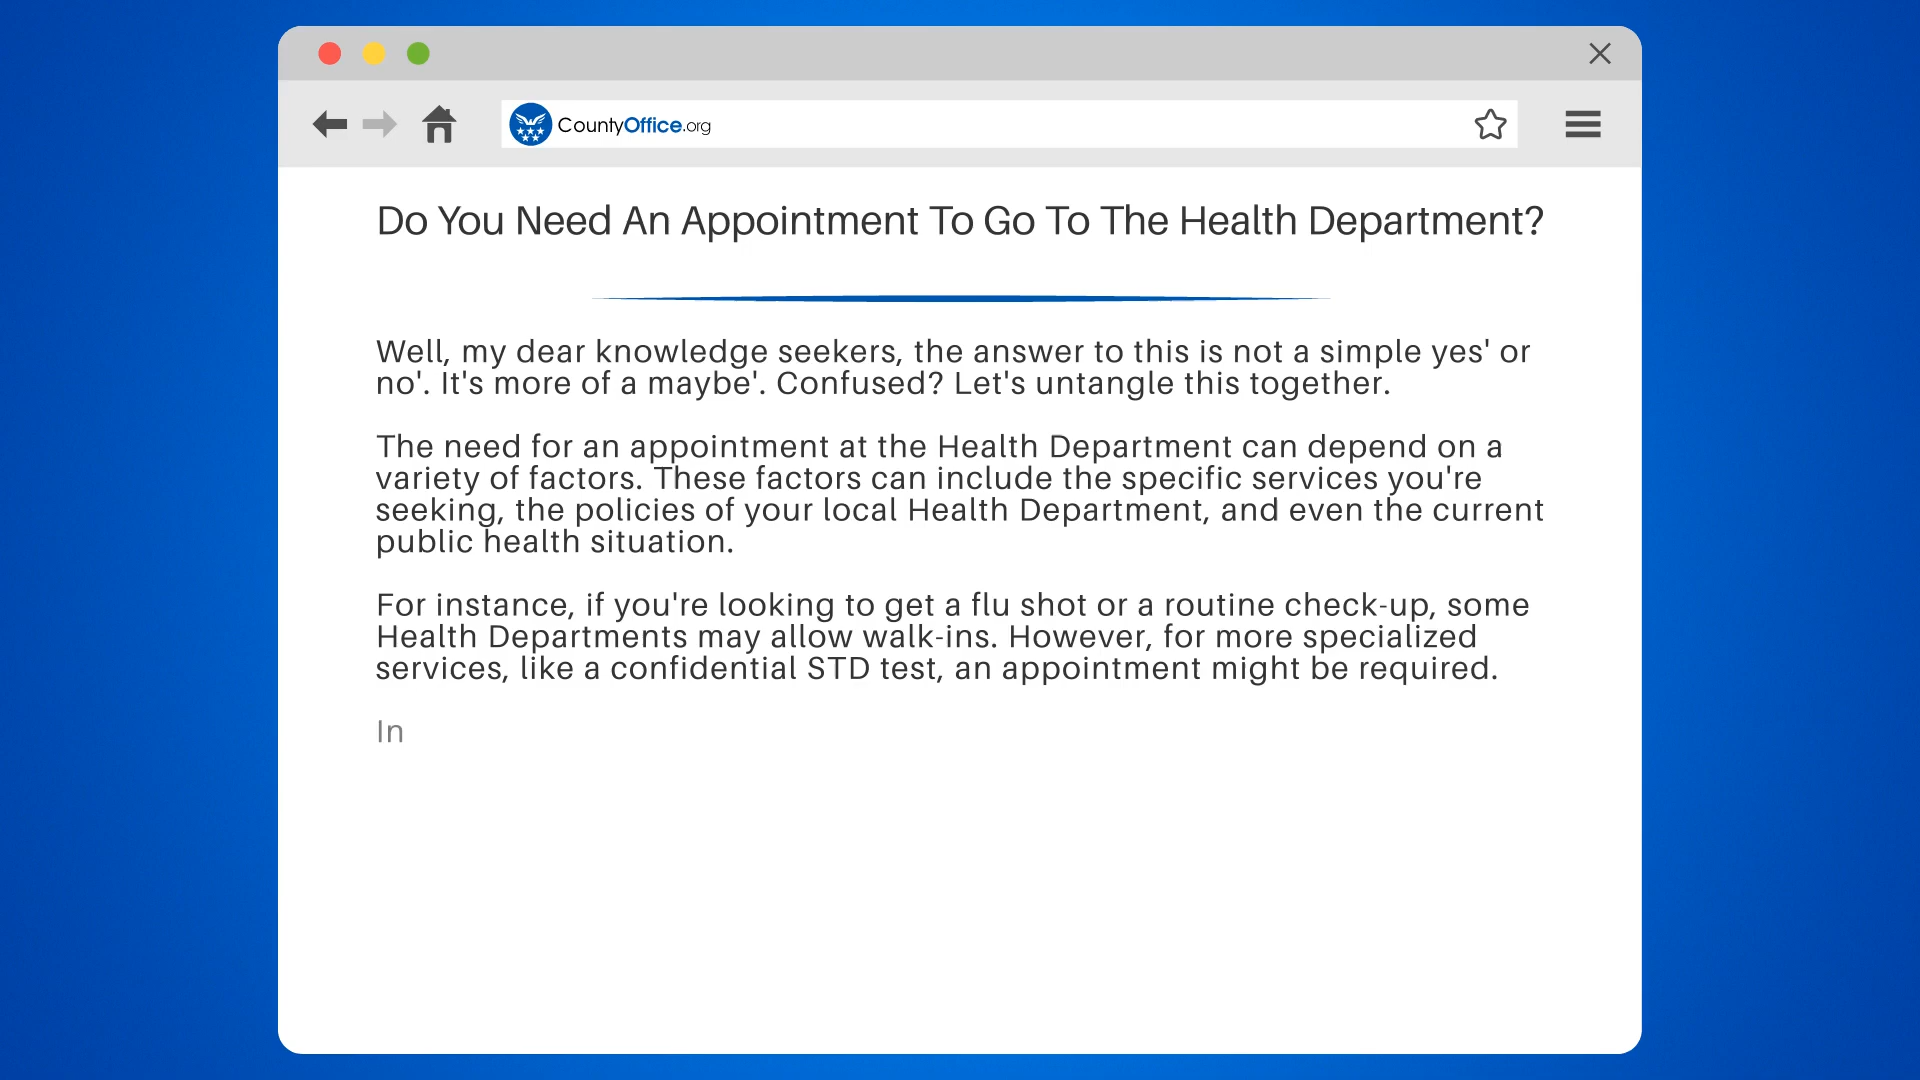 CountyOffice.org
Do You Need An Appointment To Go To The Health Department?
Well, my dear knowledge seekers, the answer to this is not a simple yes' or
no'. It's more of a maybe'. Confused? Let's untangle this together.
The need for an appointment at the Health Department can depend on a
variety of factors. These factors can include the specific services you're
seeking, the policies of your local Health Department, and even the current
public health situation.
For instance, if you're looking to get a flu shot or a routine check-up, some
Health Departments may allow walk-ins. However, for more specialized
services, like a confidential STD test, an appointment might be required.
In